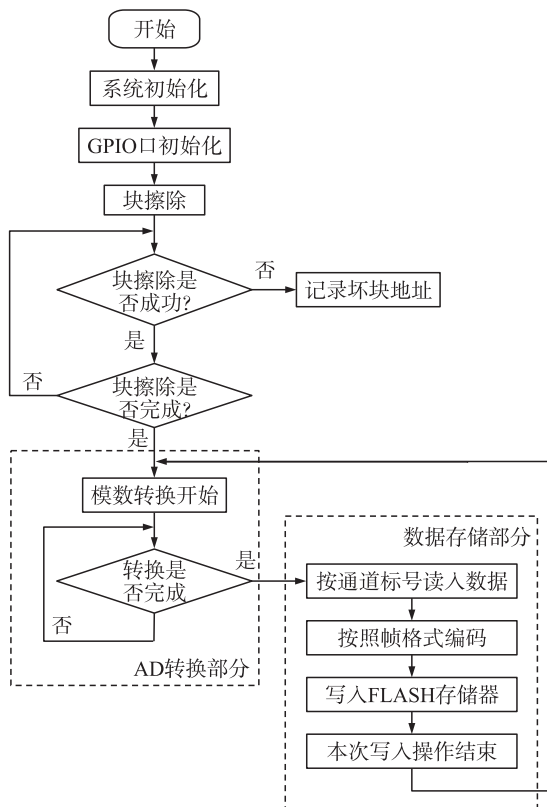 开始
系统初始化
GPIO口初始化
块擦除
块擦除是
否成功?
否
记录坏块地址
是
块擦除是
否完成?
否
是
模数转换开始
转换是
否完成
是
否
AD转换部分
数据存储部分
按通道标号读入数据
按照帧格式编码
写入FLASH存储器
本次写入操作结束